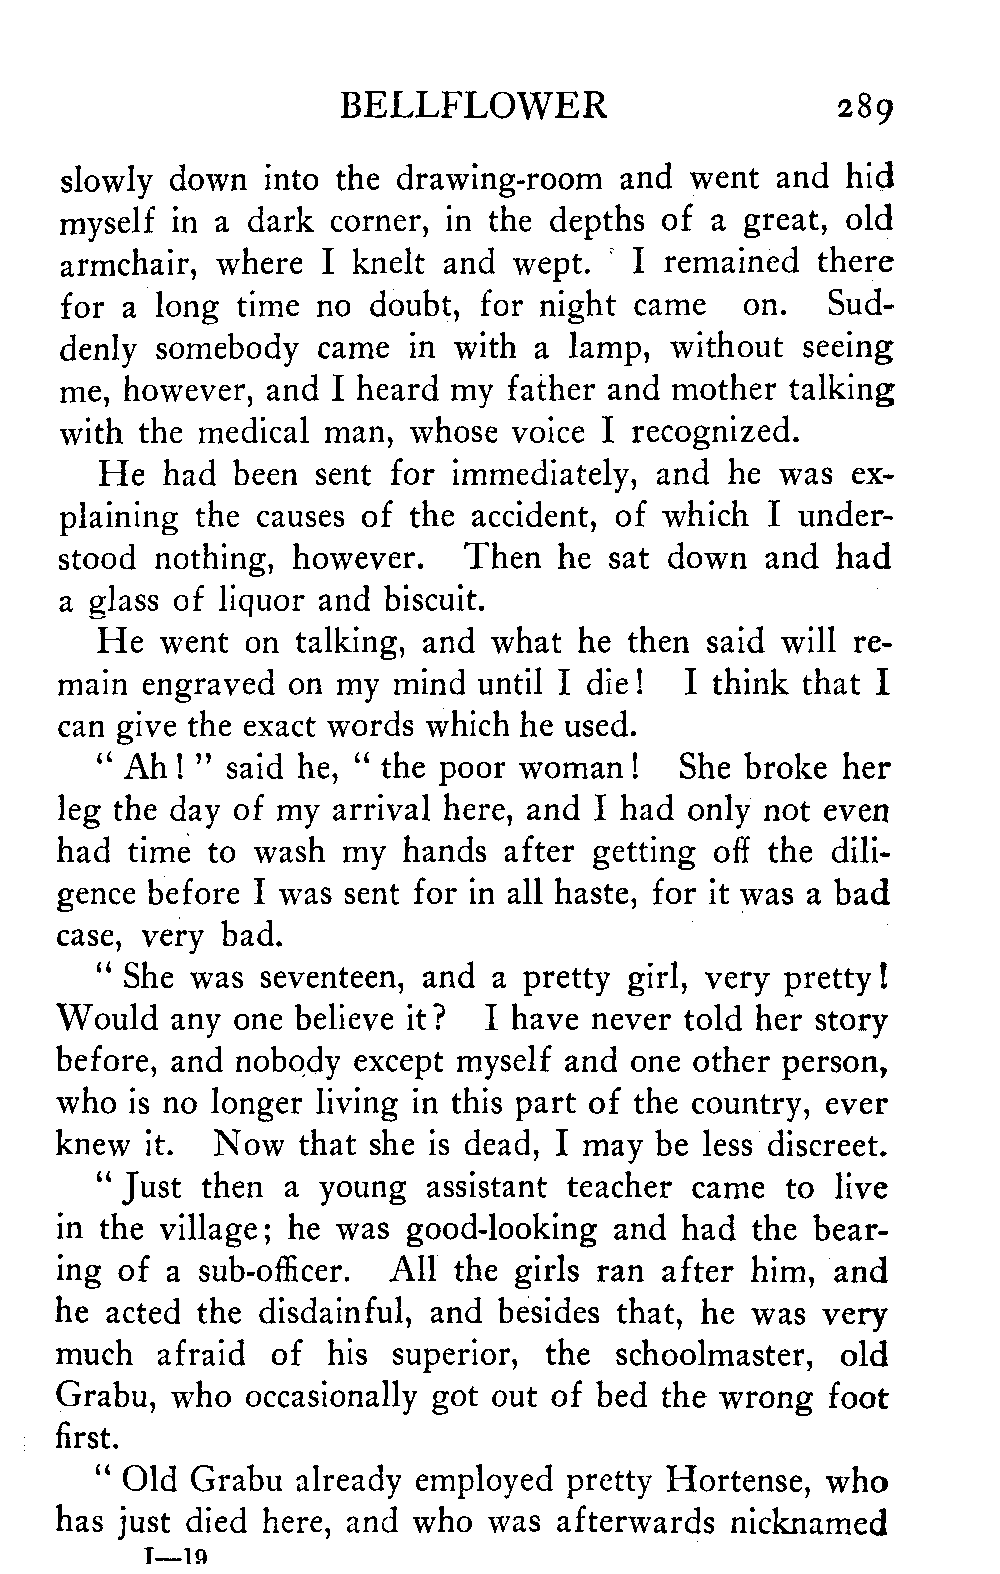 BELLFLOWER 289
slowly down into the drawing-room and went and hid
myself in a dark corner, in the depths of a great, old
armchair, where I knelt and wept. I remained there
for a long time no doubt, for night came on. Sud-
denly somebody came in with a lamp, without seeing
me, however, and I heard my father and mother talking
with the medical man, whose voice I recognized.
He had been sent for immediately, and he was ex-
plaining the causes of the accident, of which I under-
stood nothing, however. Then he sat down and had
a glass of liquor and biscuit.
He went on talking, and what he then said will re-
main engraved on my mind until I die! I think that I
can give the exact words which he used.
“ Ah! ” said he, “ the poor woman! She broke her
leg the day of my arrival here, and I had only not even
had time to wash my hands after getting off the dili-
gence before I was sent for in all haste, for it was a bad
case, very bad.
“ She was seventeen, and a pretty girl, very pretty!
Would any one believe it? I have never told her story
before, and nobody except myself and one other person,
who is no longer living in this part of the country, ever
knew it. Now that she is dead, I may be less discreet.
“ Just then a young assistant teacher came to live
in the village; he was good-looking and had the bear-
ing of a sub-officer. All the girls ran after him, and
he acted the disdainful, and besides that, he was very
much afraid of his superior, the schoolmaster, old
Grabu, who occasionally got out of bed the wrong foot
first.
“ Old Grabu already employed pretty Hortense, who
has just died here, and who was afterwards nicknamed
I—19